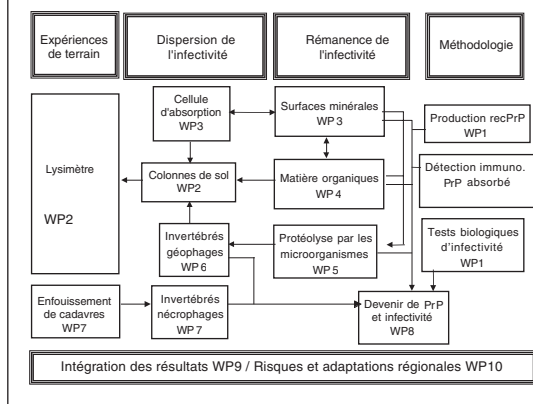 Expériences
de terrain
Dispersion de
l'infectivité
Rémanence de
l'infectivité
Méthodologie
Lysimètre
WP2
Cellule
d'absorption
WP3
Surfaces minérales
WP 3
Production recPrP
WP1
Colonnes de sol
WP2
Matière organiques
WP 4
Détection immuno.
PrP absorbé
Invertébrés
géophages
WP 6
Protéolyse par les
microorganismes
WP 5
Tests biologiques
d'infectivité
WP1
Enfouissement
de cadavres
WP7
Invertébrés
nécrophages
WP 7
Devenir de PrP
et infectivité
WP8
Intégration des résultats WP9 / Risques et adaptations régionales WP10